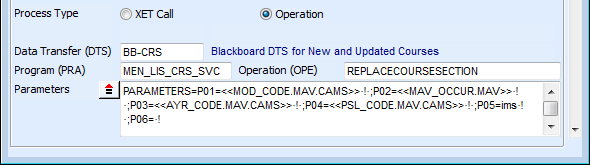 Process Type XET Call Operation
Data Transfer (DTS) BB-CRS Blackboard DTS for New and Updated Courses
Program (PRA) MEN_LIS_CRS_SVC Operation (OPE) REPLACECOURSESECTION
Parameters PARAMETERS=P01=<<MOD_CODE.MAV.CAMS>>·!·;P02=<<MAV_OCCUR.MAV>>·!
·;P03=<<AYR_CODE.MAV.CAMS>>·!·;P04=<<PSL_CODE.MAV.CAMS>>·!·;P05=ims·!
·;P06=·!